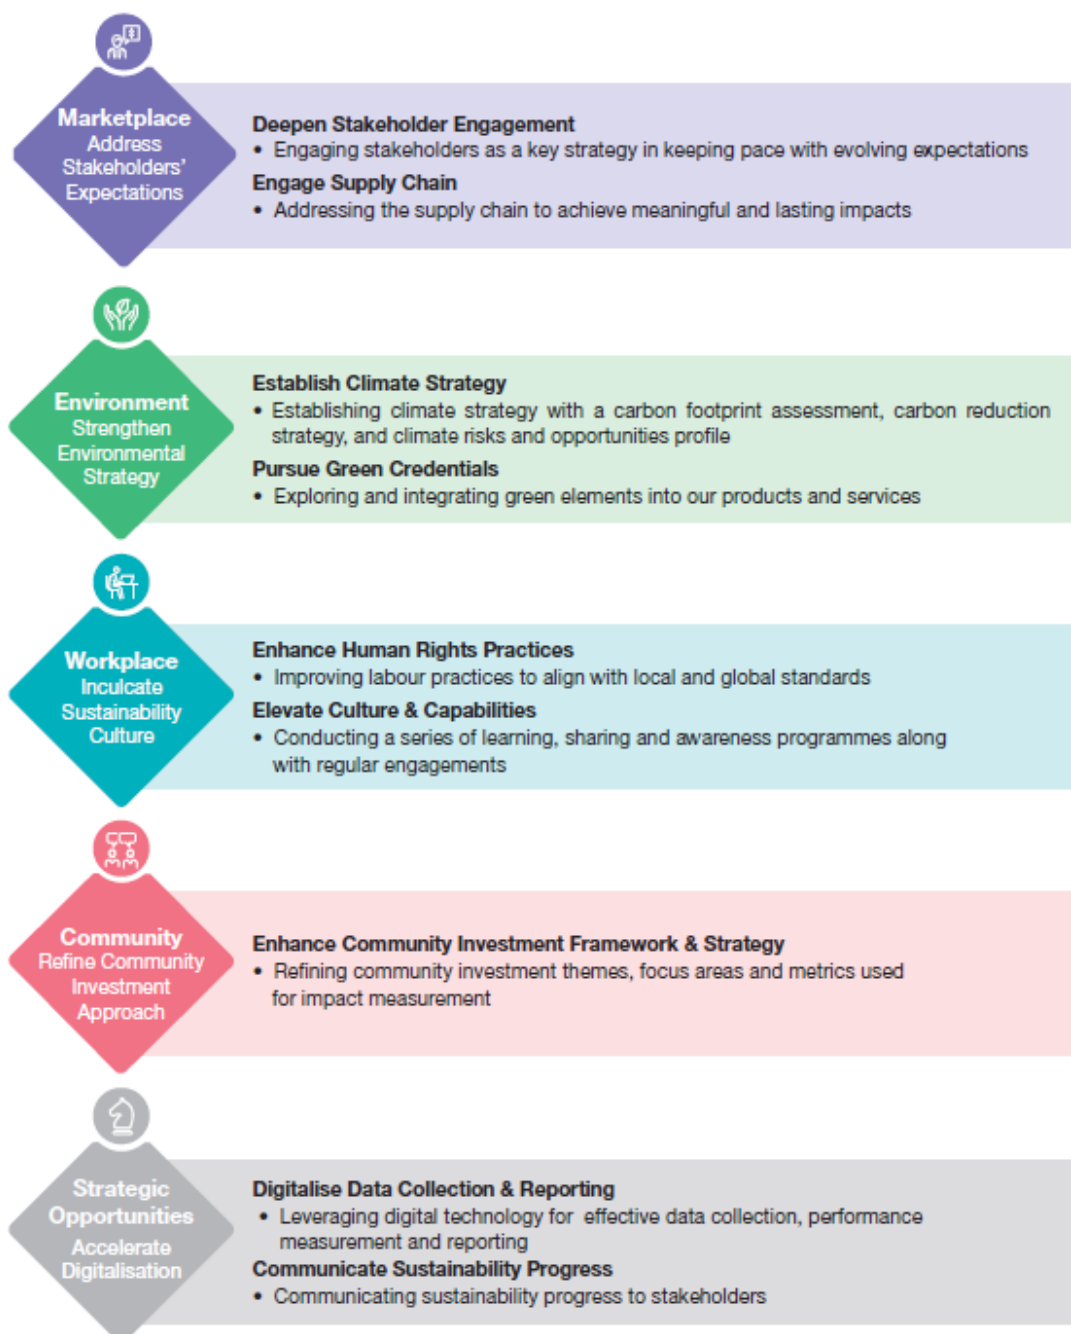 Marketplace
Address
Stakeholders'
Expectations
Deepen Stakeholder Engagement
• Engaging stakeholders as a key strategy in keeping pace with evolving expectations
Engage Supply Chain
• Addressing the supply chain to achieve meaningful and lasting impacts
Environment
Strengthen
Environmental
Strategy
Establish Climate Strategy
• Establishing climate strategy with a carbon footprint assessment, carbon reduction
strategy, and climate risks and opportunities profile
Pursue Green Credentials
• Exploring and integrating green elements into our products and services
Workplace
Inculcate
Sustainability
Culture
Enhance Human Rights Practices
• Improving labour practices to align with local and global standards
Elevate Culture & Capabilities
• Conducting a series of learning, sharing and awareness programmes along
with regular engagements
Community
Refine Community
Investment
Approach
Enhance Community Investment Framework & Strategy
• Refining community investment themes, focus areas and metrics used
for impact measurement
Strategic
Opportunities
Accelerate
Digitalisation
Digitalise Data Collection & Reporting
• Leveraging digital technology for effective data collection, performance
measurement and reporting
Communicate Sustainability Progress
• Communicating sustainability progress to stakeholders